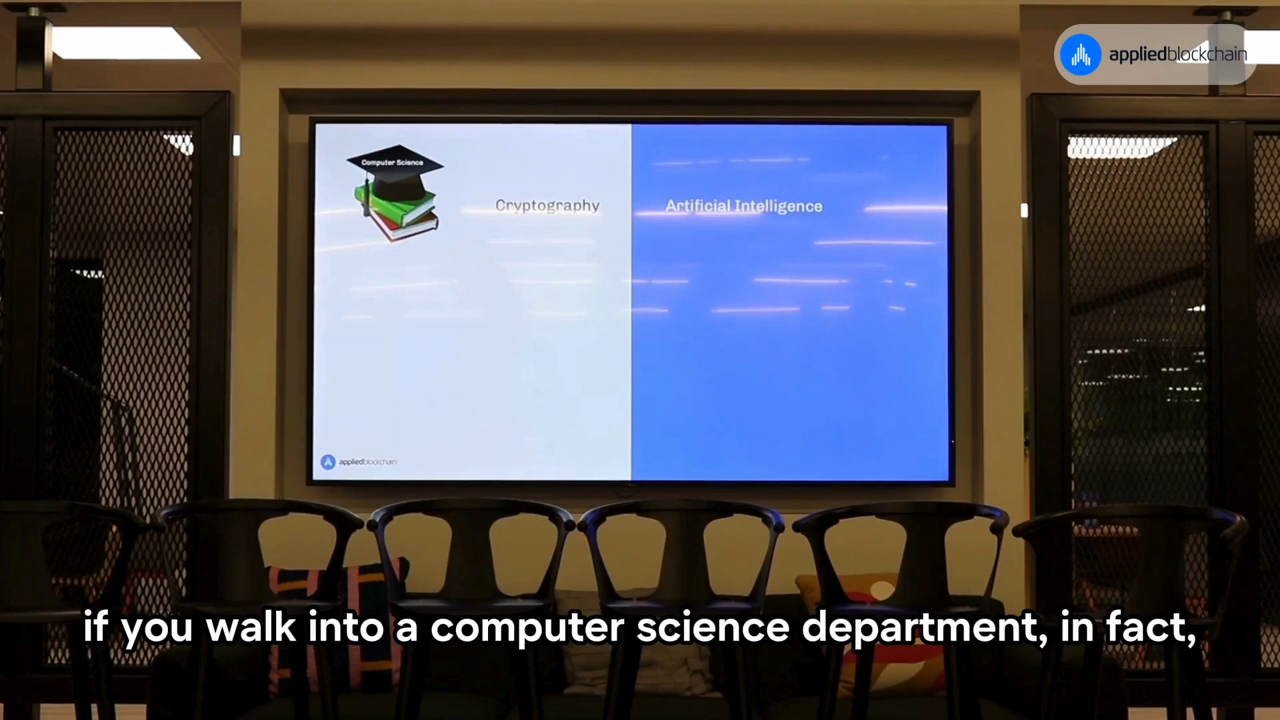 appliedblockchain
Computer Science
Cryptography
Artificial Intelligence
appliedblockchain
if you walk into a computer science department, in fact,